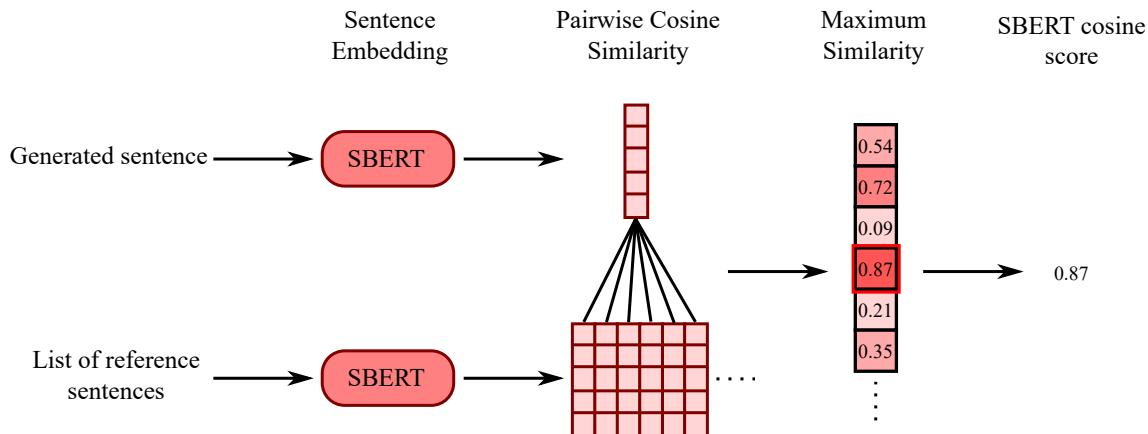 Sentence
Embedding
Pairwise Cosine
Similarity
Maximum
Similarity
SBERT cosine
score
Generated sentence
SBERT
0.54
0.72
0.09
0.87
0.21
0.35
0.87
List of reference
sentences
SBERT